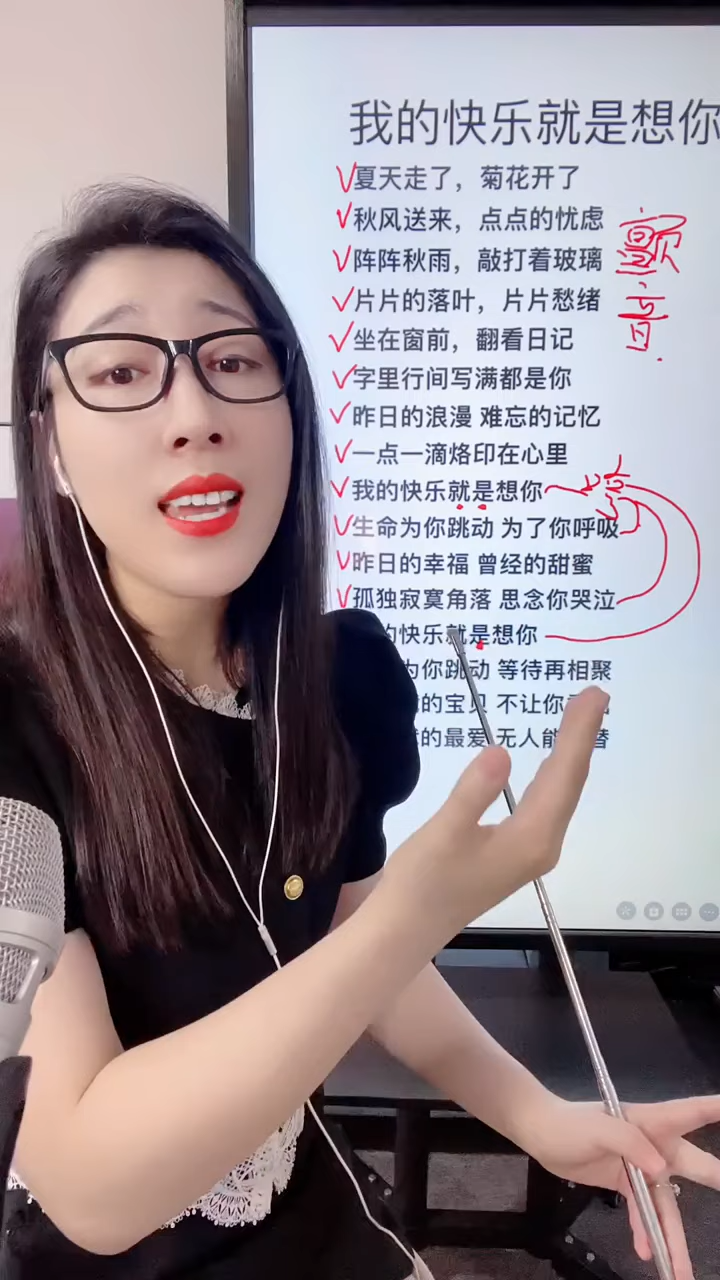 我的快乐就是想你
夏天走了，菊花开了
秋风送来，点点的忧虑
阵阵秋雨，敲打着玻璃
片片的落叶，片片愁绪
坐在窗前，翻看日记
字里行间写满都是你
昨日的浪漫 难忘的记忆
一点一滴烙印在心里
我的快乐就是想你
生命为你跳动 为了你呼吸
昨日的幸福 曾经的甜蜜
孤独寂寞角落 思念你哭泣
的快乐就是想你
为你跳动 等待再相聚
的宝贝 不让你
的最爱 无人能替
颤音